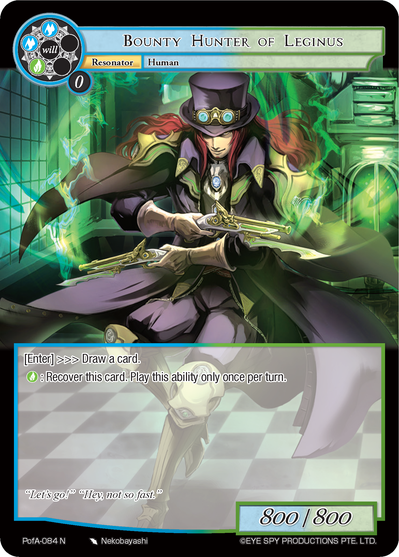 BOUNTY HUNTER OF LEGINUS
will
Resonator Human
0
[Enter] >>> Draw a card.
: Recover this card. Play this ability only once per turn.
"Let's go!" "Hey, not so fast."
800 / 800
PofA-084 N Nekobayashi ©EYE SPY PRODUCTIONS PTE. LTD.